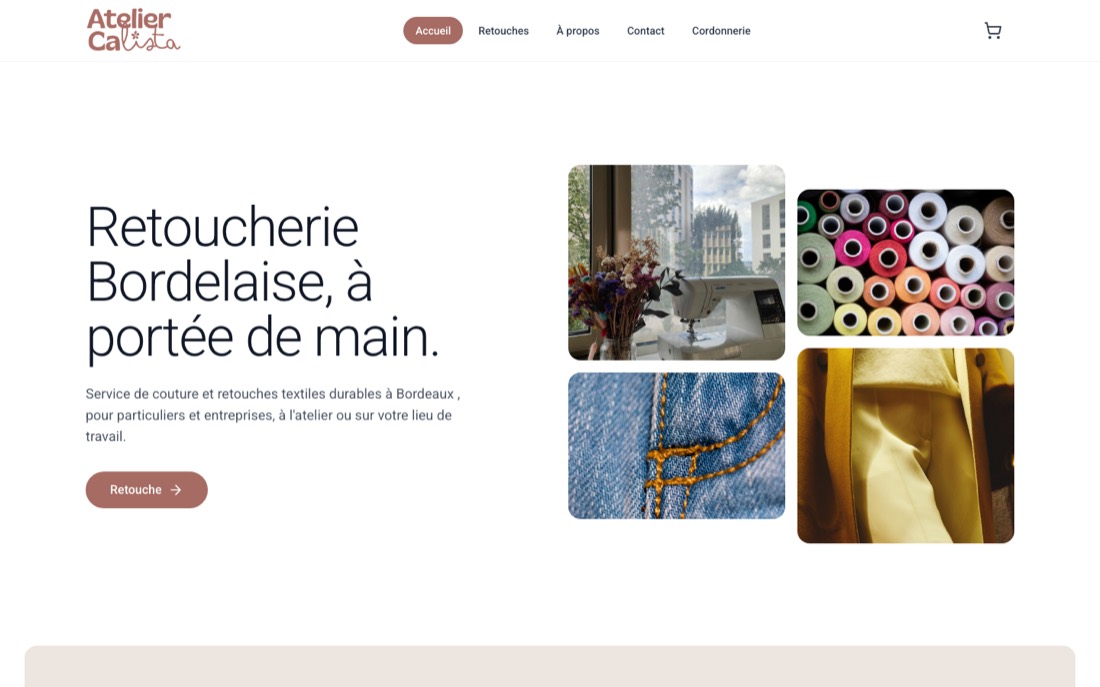 Atelier
Calista
Accueil
Retouches
À propos
Contact
Cordonnerie
Retoucherie
Bordelaise, à
portée de main.
Service de couture et retouches textiles durables à Bordeaux ,
pour particuliers et entreprises, à l'atelier ou sur votre lieu de
travail.
Retouche